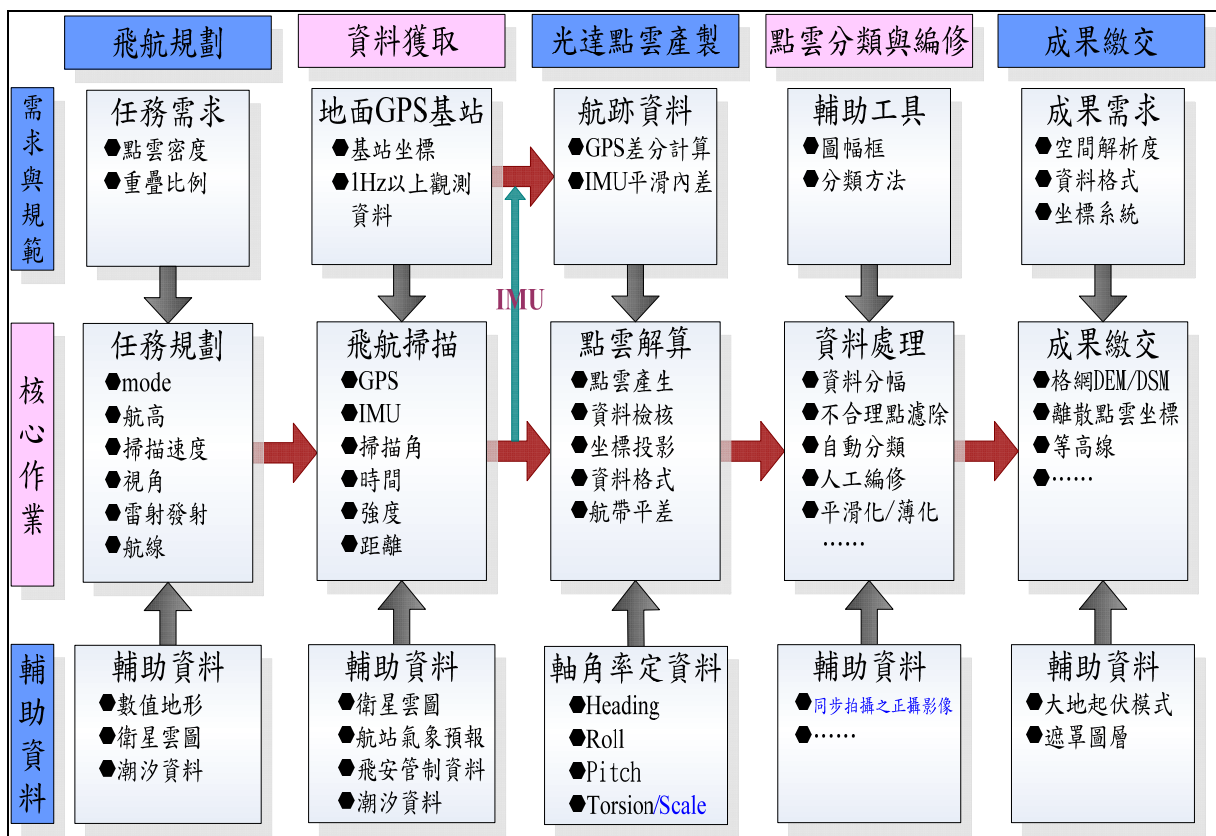 飛航規劃
資料獲取
光達點雲產製
點雲分類與編修
成果繳交
需求與規範
任務需求
●點雲密度
●重疊比例
地面GPS基站
●基站坐標
●1Hz以上觀測
資料
航跡資料
●GPS差分計算
●IMU平滑內差
輔助工具
●圖幅框
●分類方法
成果需求
●空間解析度
●資料格式
●坐標系統
IMU
核心作業
任務規劃
●mode
●航高
●掃描速度
●視角
●雷射發射
●航線
飛航掃描
●GPS
●IMU
●掃描角
●時間
●強度
●距離
點雲解算
●點雲產生
●資料檢核
●坐標投影
●資料格式
●航帶平差
資料處理
●資料分幅
●不合理點濾除
●自動分類
●人工編修
●平滑化/薄化
……
成果繳交
●格網DEM/DSM
●離散點雲坐標
●等高線
●……
輔助資料
輔助資料
●數值地形
●衛星雲圖
●潮汐資料
輔助資料
●衛星雲圖
●航站氣象預報
●飛安管制資料
●潮汐資料
軸角率定資料
●Heading
●Roll
●Pitch
●Torsion/Scale
輔助資料
●同步拍攝之正攝影像
●……
輔助資料
●大地起伏模式
●遮罩圖層